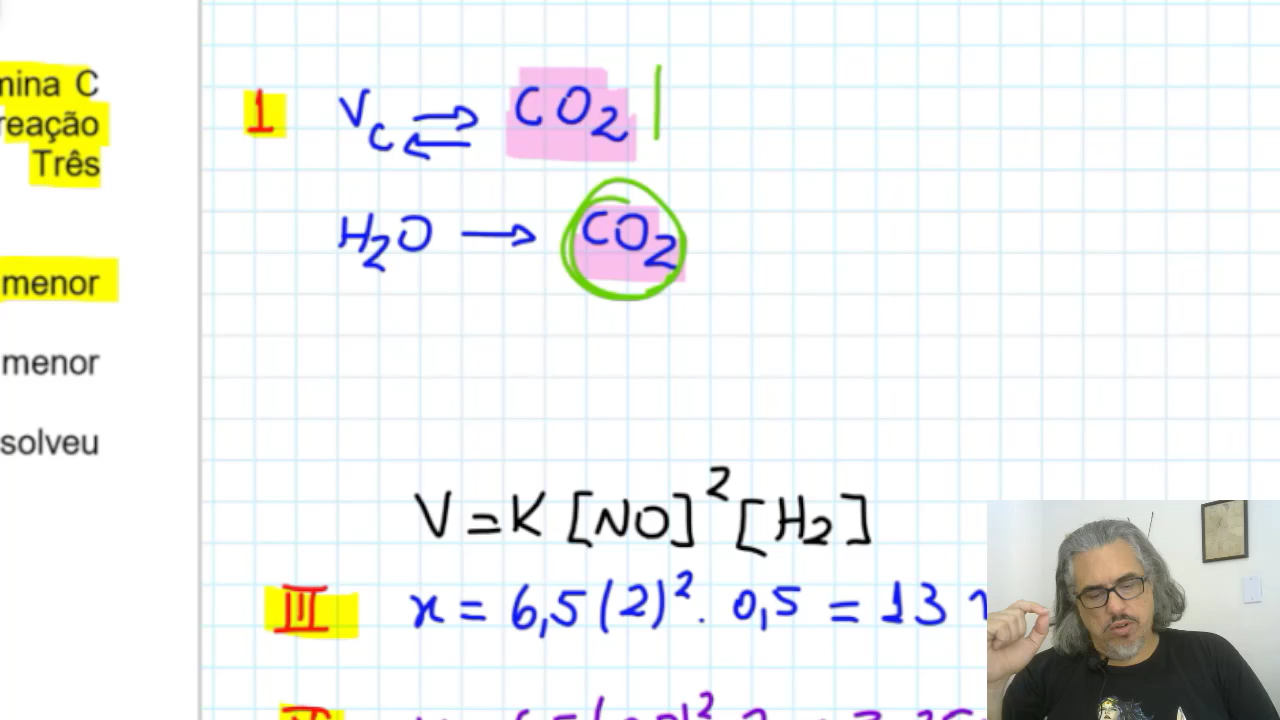 mina C
reação
Três
menor
menor
solveu
1 Vc ⇌ CO2
H2O → CO2
V = K [NO]² [H2]
III x = 6,5 (2)². 0,5 = 13